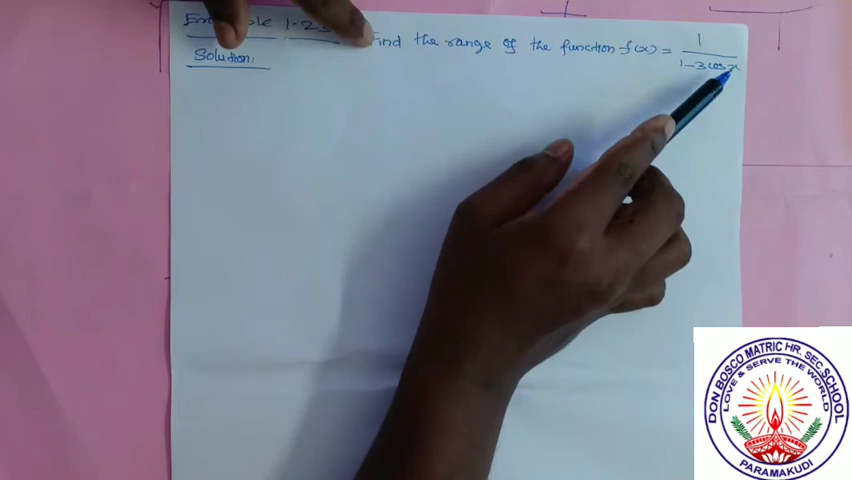 Find the range of the function f(x) = 1/(1-3cosx)
Solution:
DON BOSCO MATRIC HR. SEC. SCHOOL
LOVE & SERVE THE WORLD
PARAMAKUDI